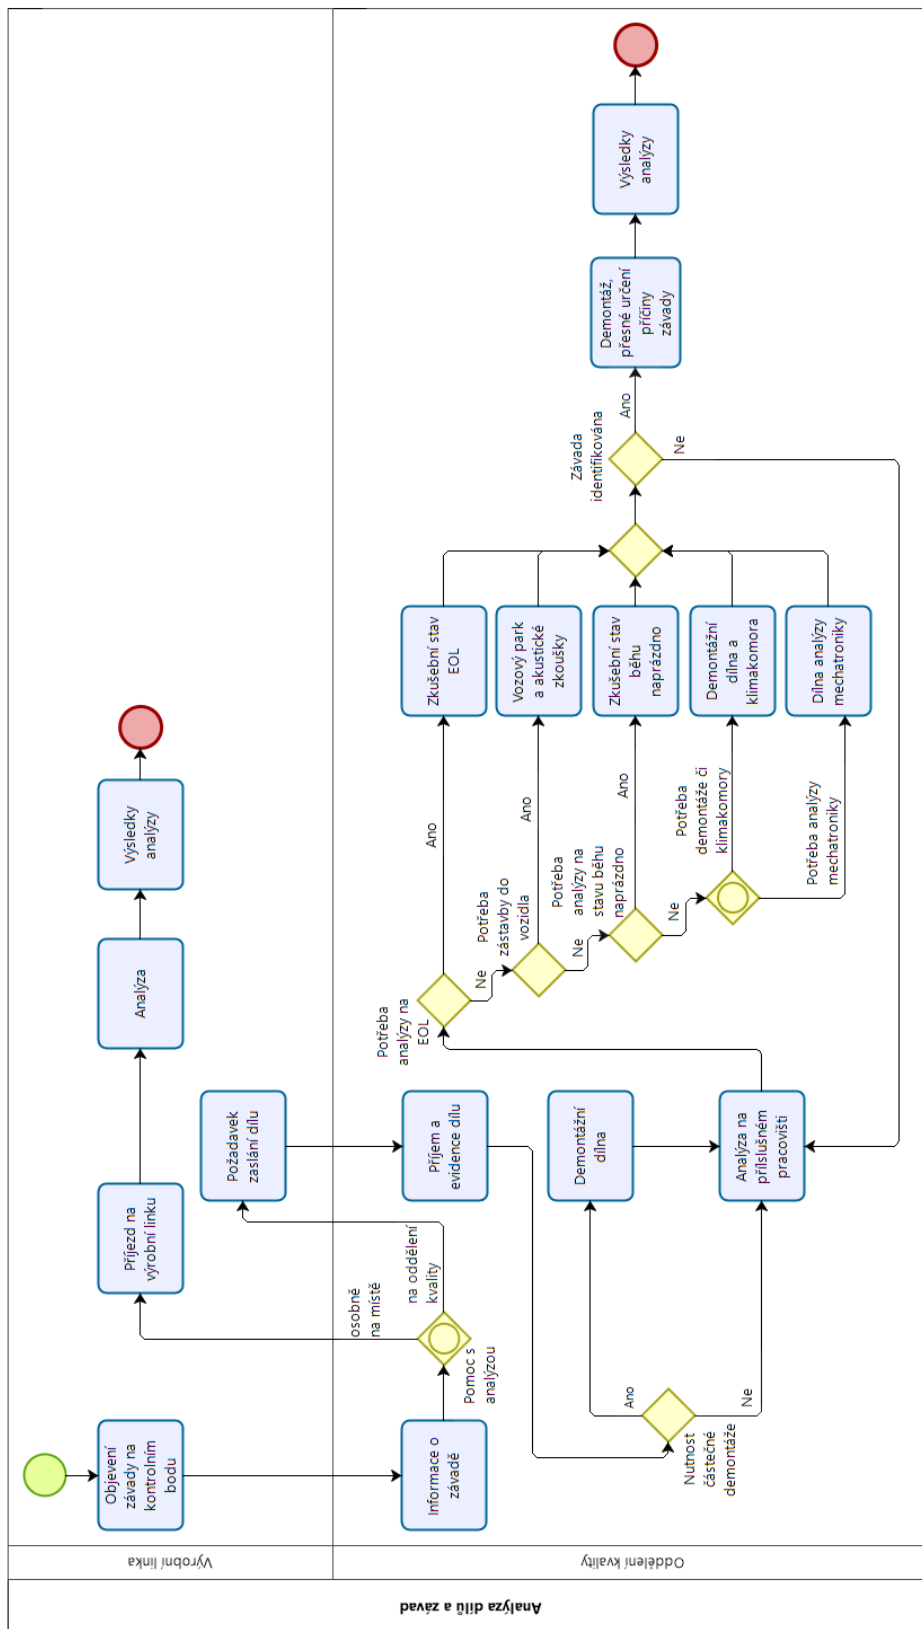 Analýza dílů a závad
Výrobní linka
Oddělení kvality
Objevení
závady na
kontrolním
bodu
Informace o
závadě
Pomoc s
analýzou
osobně
na místě
na oddělení
kvality
Příjezd na
výrobní linku
Analýza
Výsledky
analýzy
Požadavek
zaslání dílu
Příjem a
evidence dílu
Nutnost
částečné
demontáže
Ano
Ne
Demontážní
dílna
Analýza na
příslušném
pracovišti
Potřeba
analýzy na
EOL
Ano
Ne
Potřeba
zástavby do
vozidla
Ano
Ne
Potřeba
analýzy na
stavu běhu
naprázdno
Ano
Ne
Potřeba
demontáže či
klimakomory
Potřeba analýzy
mechatroniky
Zkušební stav
EOL
Vozový park
a akustické
zkoušky
Zkušební stav
běhu
naprázdno
Demontážní
dílna a
klimakomora
Dílna analýzy
mechatroniky
Závada
identifikována
Ano
Ne
Demontáž,
přesné určení
příčiny
závady
Výsledky
analýzy